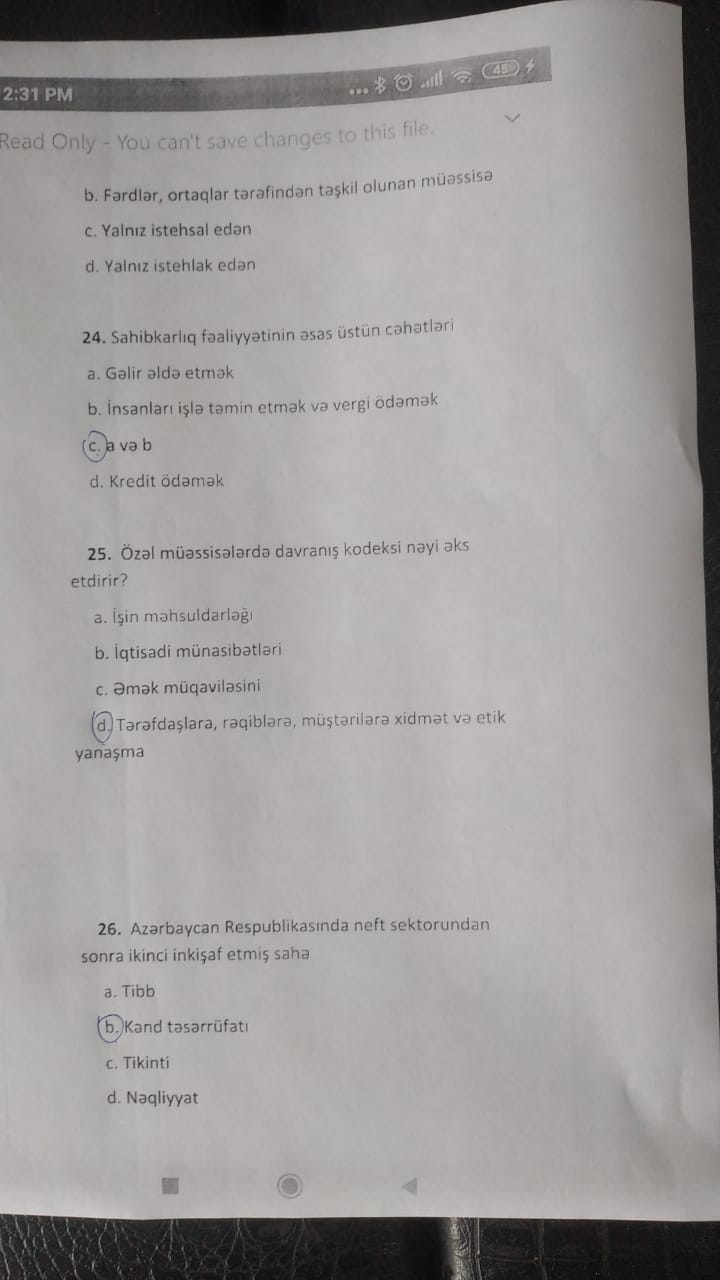 2:31 PM
... 45
Read Only - You can't save changes to this file.
b. Fərdlər, ortaqlar tərəfindən təşkil olunan müəssisə
c. Yalnız istehsal edən
d. Yalnız istehlak edən
24. Sahibkarlıq fəaliyyətinin əsas üstün cəhətləri
a. Gəlir əldə etmək
b. İnsanları işlə təmin etmək və vergi ödəmək
c. a və b
d. Kredit ödəmək
25. Özəl müəssisələrdə davranış kodeksi nəyi əks
etdirir?
a. İşin məhsuldarləğı
b. İqtisadi münasibətləri
c. Əmək müqaviləsini
d. Tərəfdaşlara, rəqiblərə, müştərilərə xidmət və etik
yanaşma
26. Azərbaycan Respublikasında neft sektorundan
sonra ikinci inkişaf etmiş sahə
a. Tibb
b. Kənd təsərrüfatı
c. Tikinti
d. Nəqliyyat